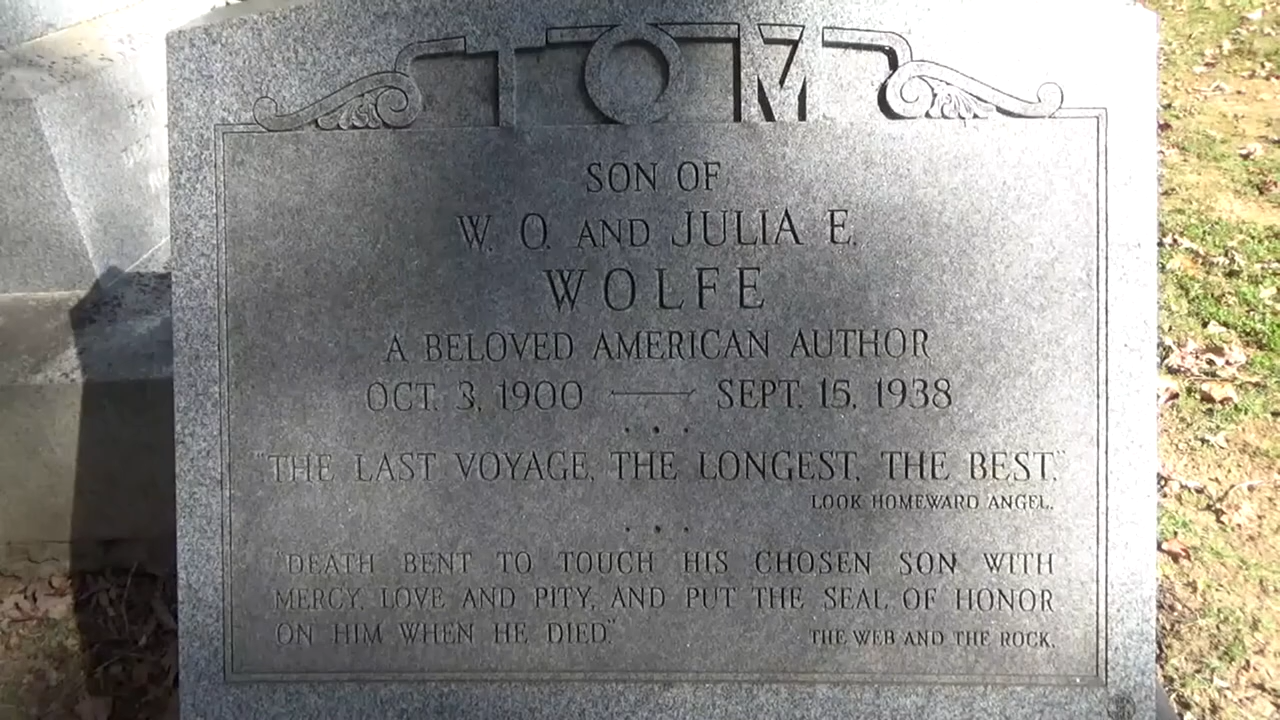 TOM
SON OF
W. O. AND JULIA E.
WOLFE
A BELOVED AMERICAN AUTHOR
OCT. 3, 1900 — SEPT. 15, 1938
. . .
"THE LAST VOYAGE, THE LONGEST, THE BEST."
LOOK HOMEWARD ANGEL.
. . .
"DEATH BENT TO TOUCH HIS CHOSEN SON WITH
MERCY, LOVE AND PITY, AND PUT THE SEAL OF HONOR
ON HIM WHEN HE DIED."
THE WEB AND THE ROCK.